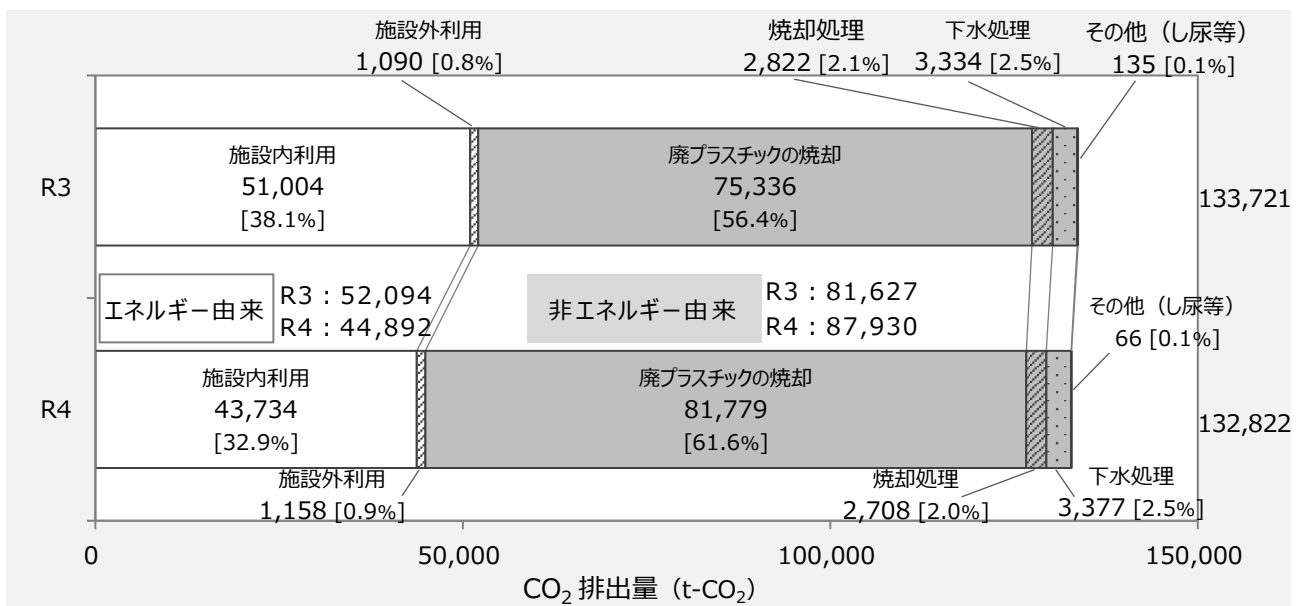 施設外利用
1,090 [0.8%]
焼却処理
2,822 [2.1%]
下水処理
3,334 [2.5%]
その他（し尿等）
135 [0.1%]
R3
施設内利用
51,004
[38.1%]
廃プラスチックの焼却
75,336
[56.4%]
133,721
エネルギー由来
R3：52,094
R4：44,892
非エネルギー由来
R3：81,627
R4：87,930
その他（し尿等）
66 [0.1%]
R4
施設内利用
43,734
[32.9%]
廃プラスチックの焼却
81,779
[61.6%]
132,822
施設外利用
1,158 [0.9%]
焼却処理
2,708 [2.0%]
下水処理
3,377 [2.5%]
0
50,000
100,000
150,000
CO₂ 排出量（t-CO₂）